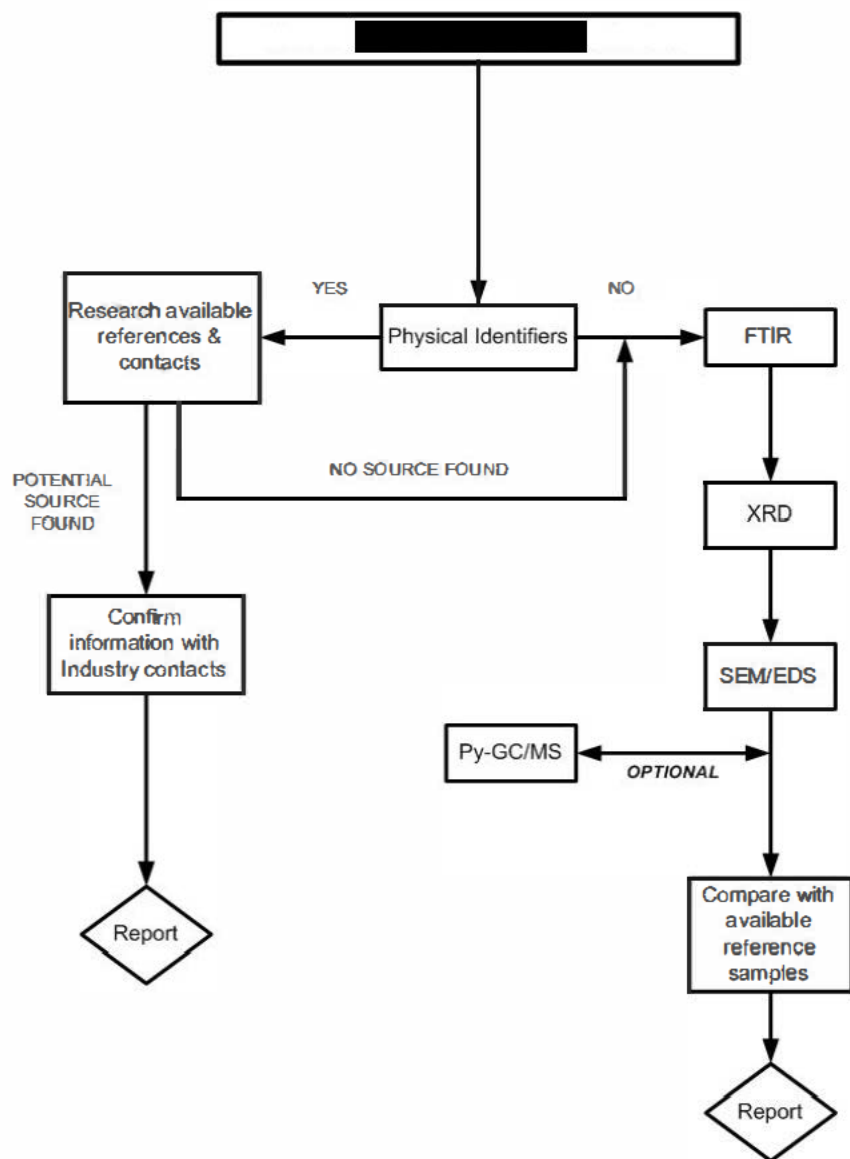 YES
NO
Research available
references &
contacts
Physical Identifiers
FTIR
NO SOURCE FOUND
POTENTIAL
SOURCE
FOUND
XRD
Confirm
information with
Industry contacts
SEM/EDS
Py-GC/MS
OPTIONAL
Compare with
available
reference
samples
Report
Report